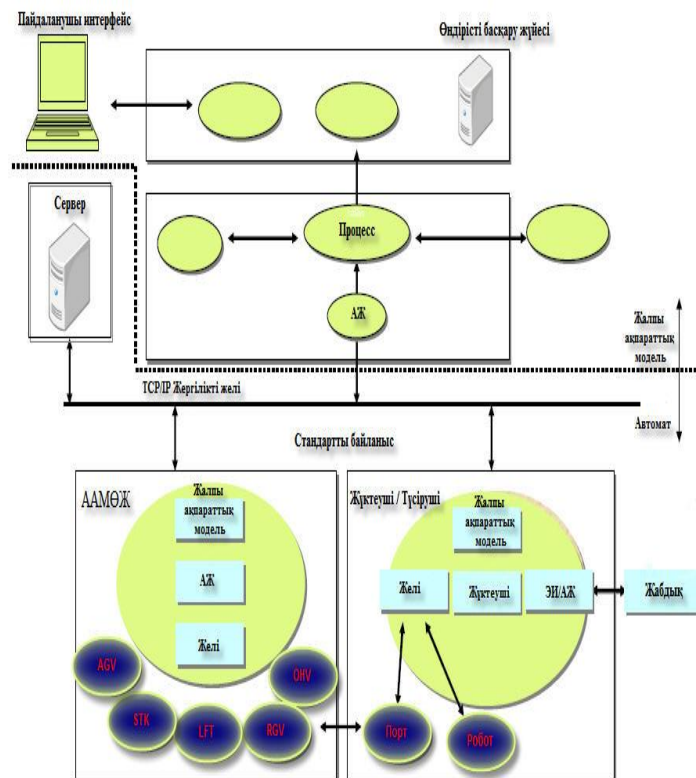 Пайдаланушы интерфейс
Өндірісті басқару жүйесі
Сервер
Процесс
АЖ
Жалпы
ақпараттық
модель
TCP/IP Жергілікті желі
Автомат
Стандартты байланыс
ААМӨЖ
Жалпы
ақпараттық
модель
АЖ
Желі
AGV
STK
LFT
RGV
OHV
Жүктеуші / Түсіруші
Жалпы
ақпараттық
модель
Желі
Жүктеуші
ЭИ/АЖ
Жабдық
Порт
Робот